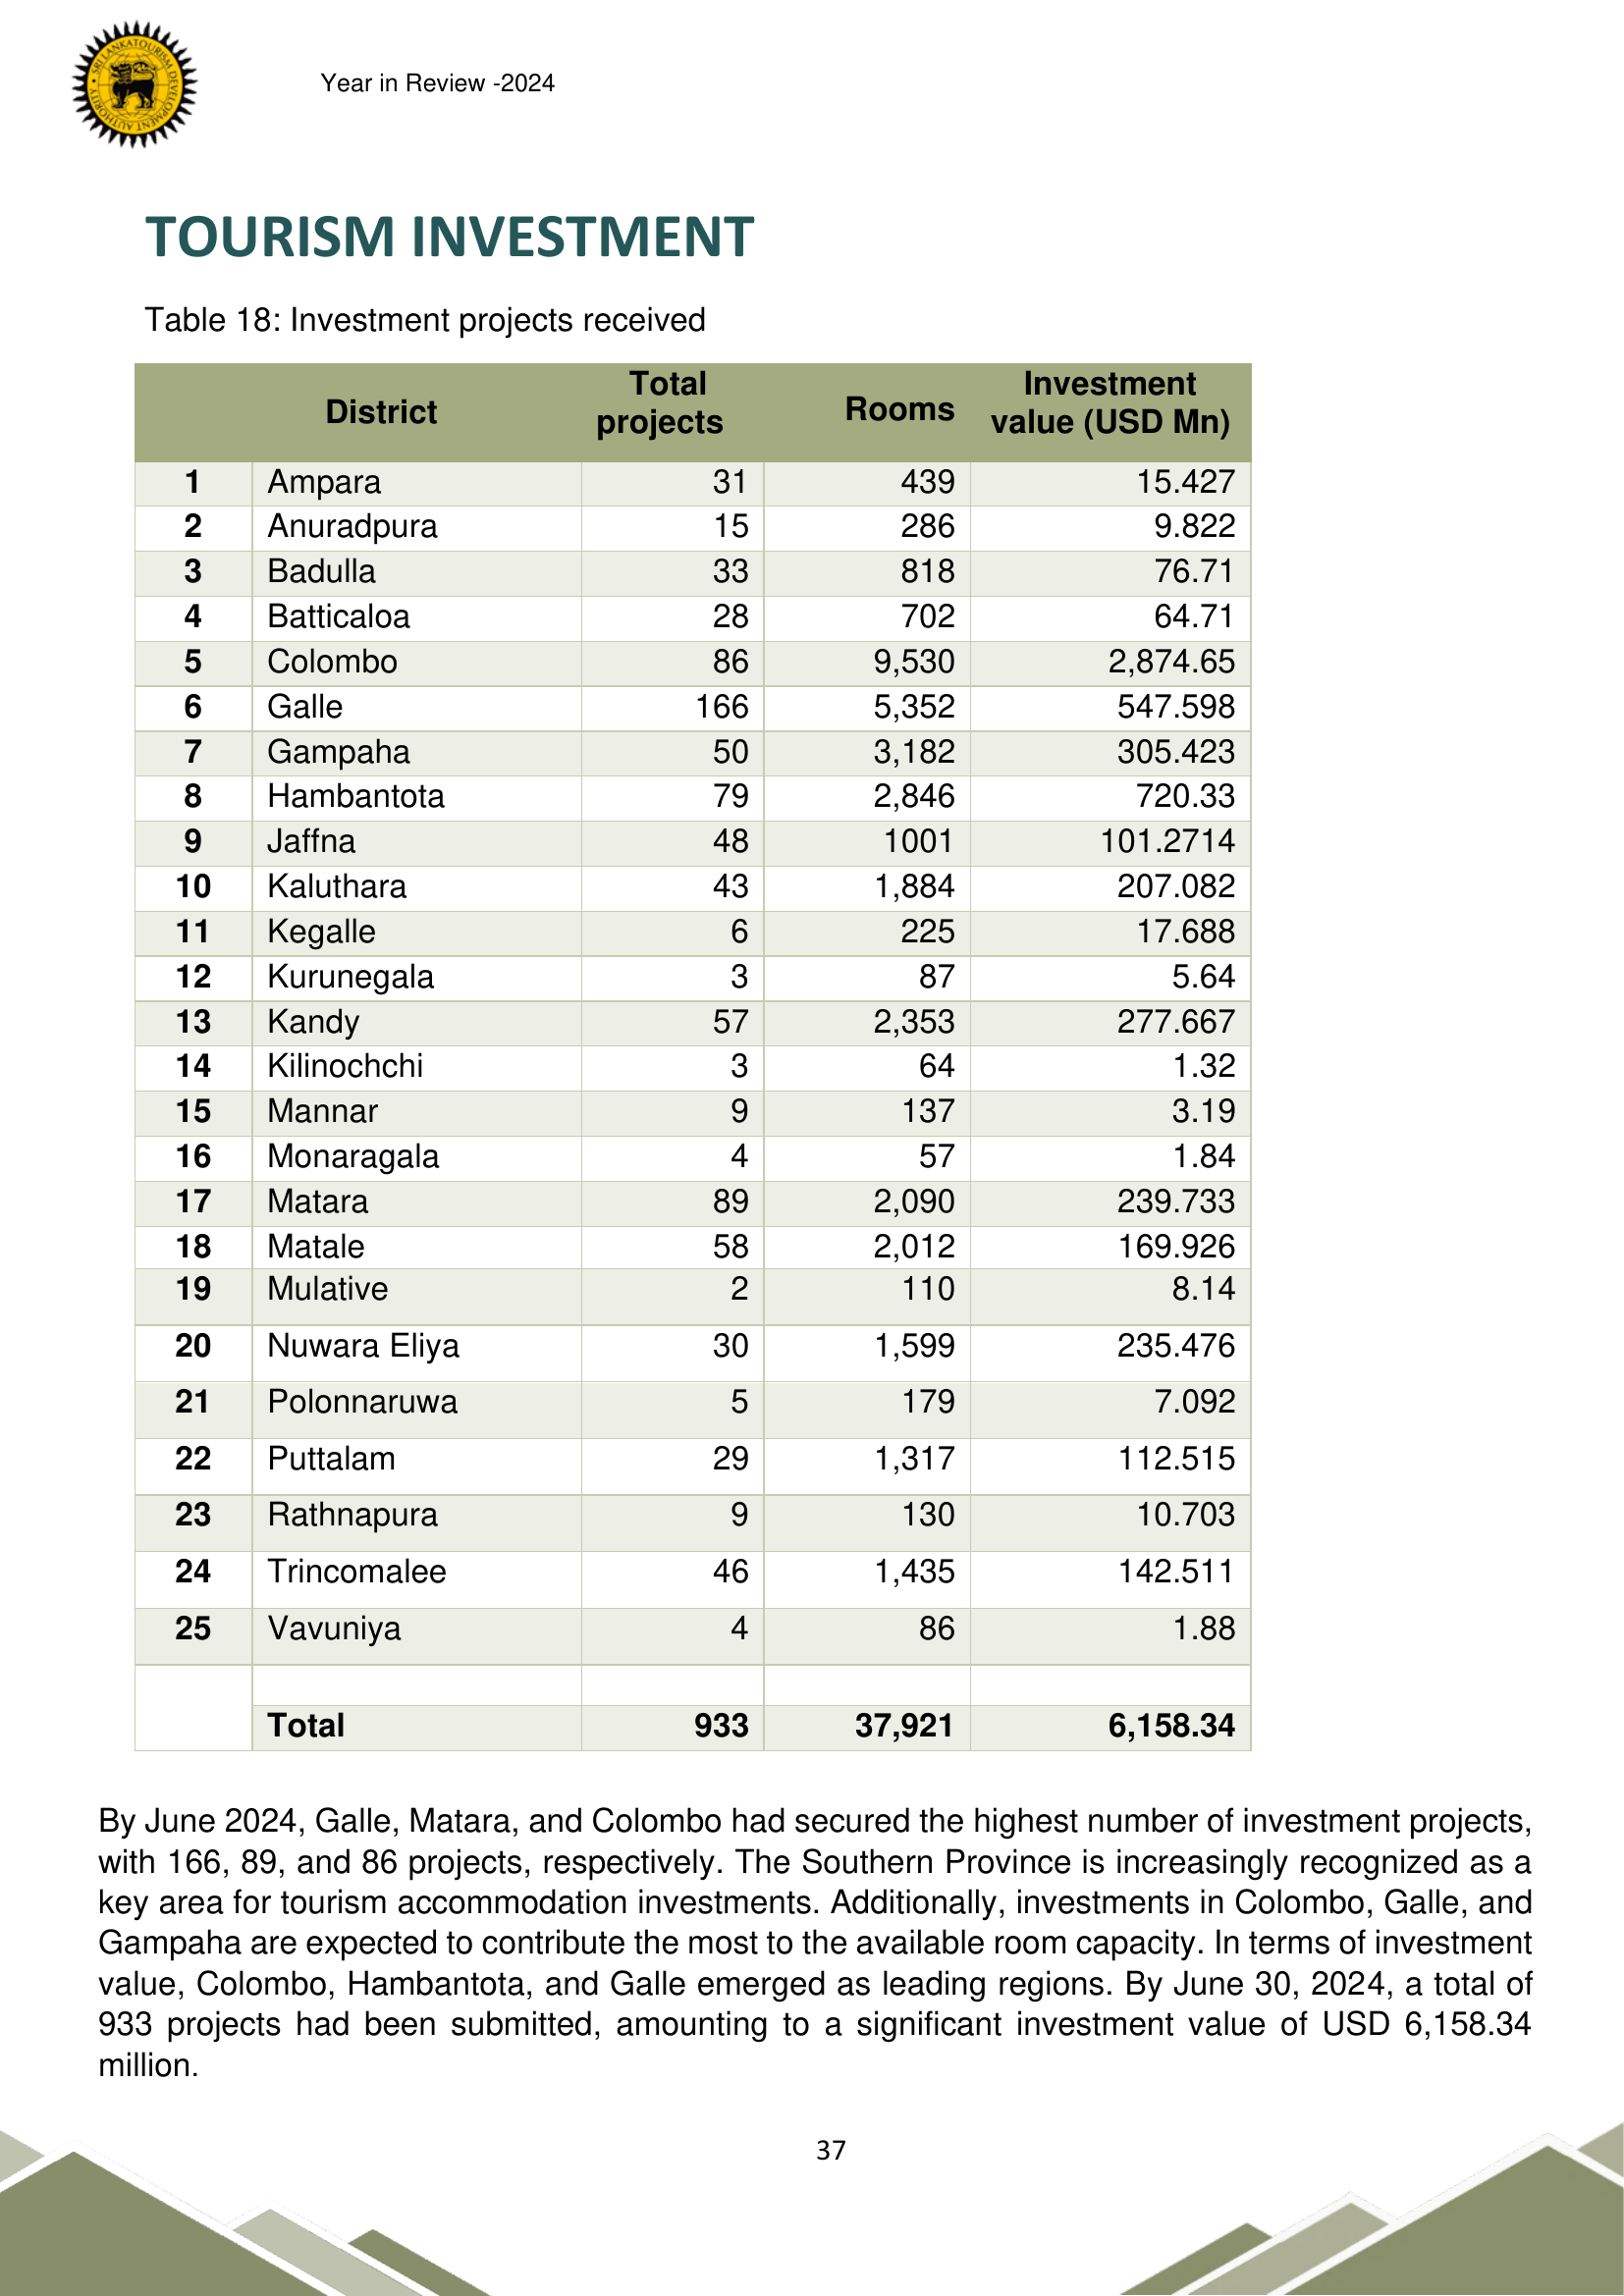 SRI LANKA TOURISM DEVELOPMENT AUTHORITY
Year in Review -2024
TOURISM INVESTMENT
Table 18: Investment projects received
District Total projects Rooms Investment value (USD Mn)
1 Ampara 31 439 15.427
2 Anuradpura 15 286 9.822
3 Badulla 33 818 76.71
4 Batticaloa 28 702 64.71
5 Colombo 86 9,530 2,874.65
6 Galle 166 5,352 547.598
7 Gampaha 50 3,182 305.423
8 Hambantota 79 2,846 720.33
9 Jaffna 48 1001 101.2714
10 Kaluthara 43 1,884 207.082
11 Kegalle 6 225 17.688
12 Kurunegala 3 87 5.64
13 Kandy 57 2,353 277.667
14 Kilinochchi 3 64 1.32
15 Mannar 9 137 3.19
16 Monaragala 4 57 1.84
17 Matara 89 2,090 239.733
18 Matale 58 2,012 169.926
19 Mulative 2 110 8.14
20 Nuwara Eliya 30 1,599 235.476
21 Polonnaruwa 5 179 7.092
22 Puttalam 29 1,317 112.515
23 Rathnapura 9 130 10.703
24 Trincomalee 46 1,435 142.511
25 Vavuniya 4 86 1.88
Total 933 37,921 6,158.34
By June 2024, Galle, Matara, and Colombo had secured the highest number of investment projects,
with 166, 89, and 86 projects, respectively. The Southern Province is increasingly recognized as a
key area for tourism accommodation investments. Additionally, investments in Colombo, Galle, and
Gampaha are expected to contribute the most to the available room capacity. In terms of investment
value, Colombo, Hambantota, and Galle emerged as leading regions. By June 30, 2024, a total of
933 projects had been submitted, amounting to a significant investment value of USD 6,158.34
million.
37